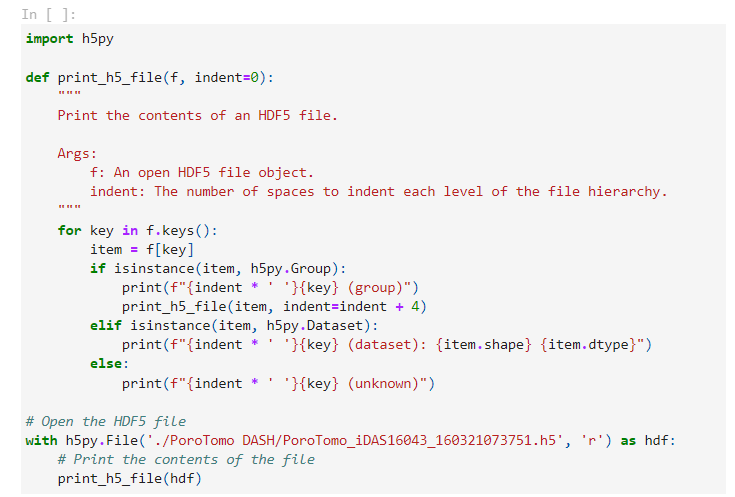 In [ ]:
import h5py

def print_h5_file(f, indent=0):
    """
    Print the contents of an HDF5 file.

    Args:
        f: An open HDF5 file object.
        indent: The number of spaces to indent each level of the file hierarchy.
    """
    for key in f.keys():
        item = f[key]
        if isinstance(item, h5py.Group):
            print(f"{indent * ' '}{key} (group)")
            print_h5_file(item, indent=indent + 4)
        elif isinstance(item, h5py.Dataset):
            print(f"{indent * ' '}{key} (dataset): {item.shape} {item.dtype}")
        else:
            print(f"{indent * ' '}{key} (unknown)")

# Open the HDF5 file
with h5py.File('./PoroTomo DASH/PoroTomo_iDAS16043_160321073751.h5', 'r') as hdf:
    # Print the contents of the file
    print_h5_file(hdf)